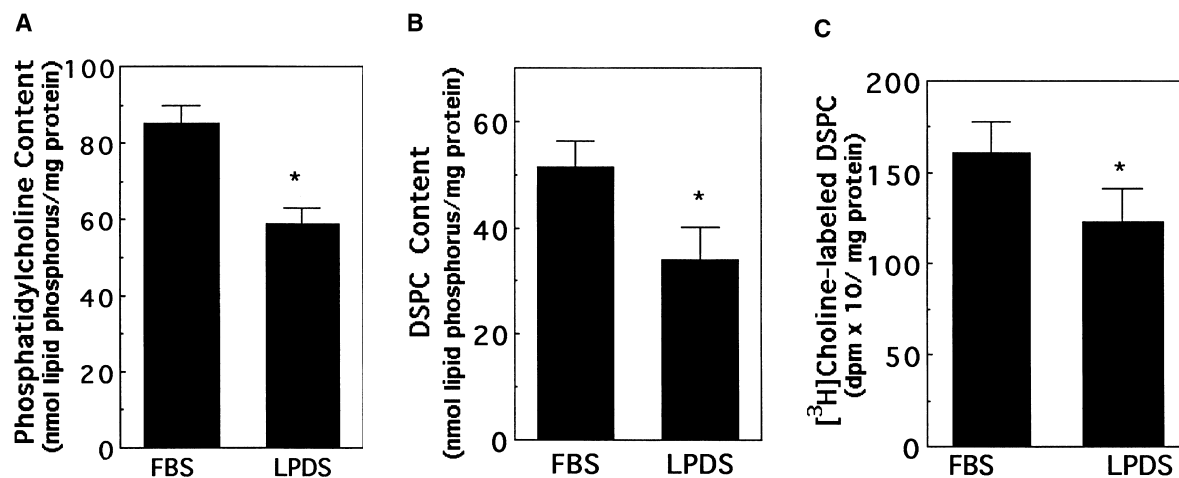 A
Phosphatidylcholine Content
(nmol lipid phosphorus/mg protein)
100
80
60
40
20
0
*
FBS
LPDS
B
DSPC Content
(nmol lipid phosphorus/mg protein)
60
40
20
0
*
FBS
LPDS
C
[³H]Choline-labeled DSPC
(dpm x 10/ mg protein)
200
150
100
50
0
*
FBS
LPDS